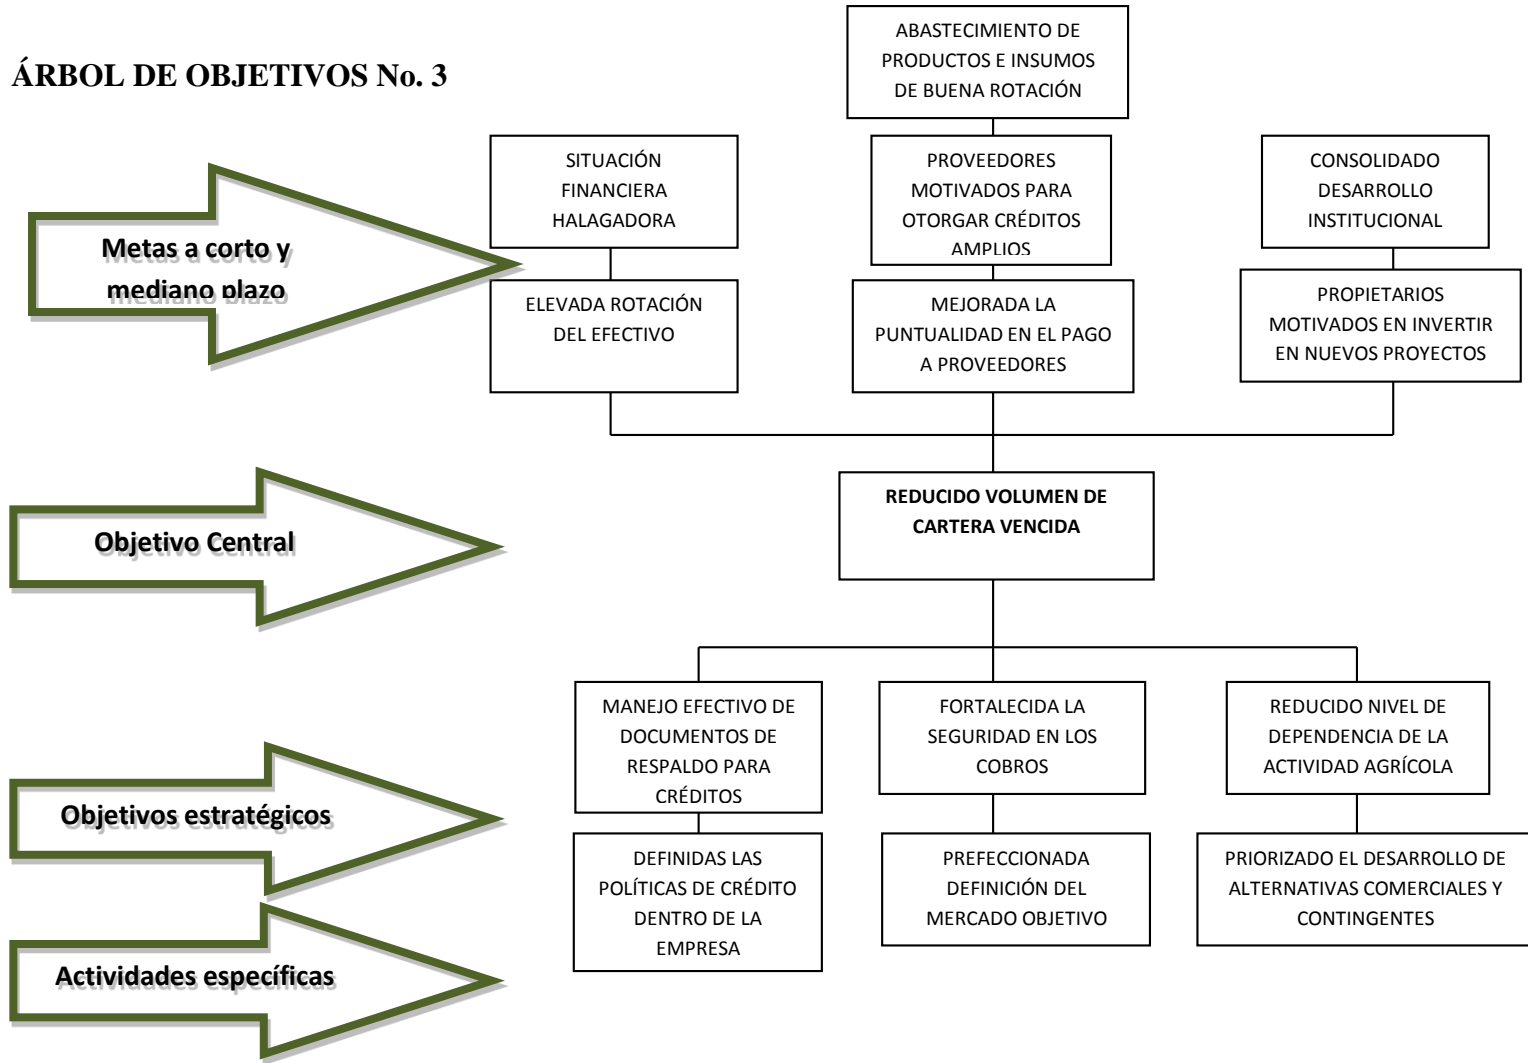 ÁRBOL DE OBJETIVOS No. 3
ABASTECIMIENTO DE
PRODUCTOS E INSUMOS
DE BUENA ROTACIÓN
Metas a corto y
mediano plazo
SITUACIÓN
FINANCIERA
HALAGADORA
PROVEEDORES
MOTIVADOS PARA
OTORGAR CRÉDITOS
AMPLIOS
CONSOLIDADO
DESARROLLO
INSTITUCIONAL
ELEVADA ROTACIÓN
DEL EFECTIVO
MEJORADA LA
PUNTUALIDAD EN EL PAGO
A PROVEEDORES
PROPIETARIOS
MOTIVADOS EN INVERTIR
EN NUEVOS PROYECTOS
Objetivo Central
REDUCIDO VOLUMEN DE
CARTERA VENCIDA
Objetivos estratégicos
MANEJO EFECTIVO DE
DOCUMENTOS DE
RESPALDO PARA
CRÉDITOS
FORTALECIDA LA
SEGURIDAD EN LOS
COBROS
REDUCIDO NIVEL DE
DEPENDENCIA DE LA
ACTIVIDAD AGRÍCOLA
Actividades específicas
DEFINIDAS LAS
POLÍTICAS DE CRÉDITO
DENTRO DE LA
EMPRESA
PREFECCIONADA
DEFINICIÓN DEL
MERCADO OBJETIVO
PRIORIZADO EL DESARROLLO DE
ALTERNATIVAS COMERCIALES Y
CONTINGENTES